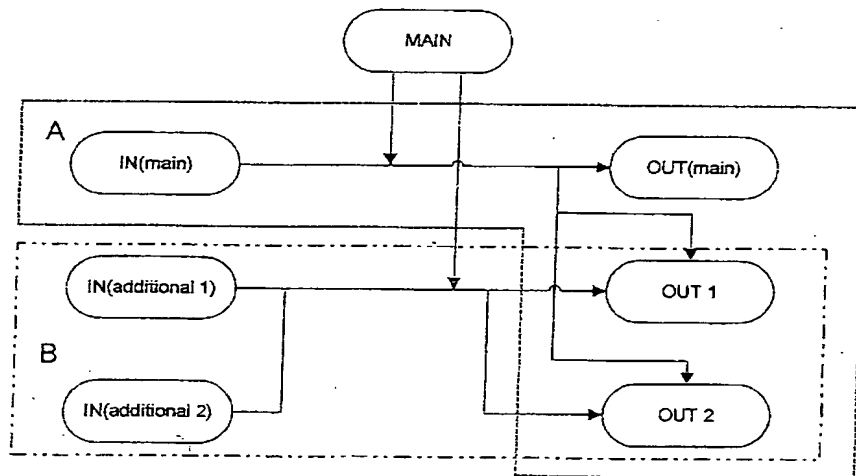 MAIN
A
IN(main)
OUT(main)
IN(additional 1)
OUT 1
B
IN(additional 2)
OUT 2